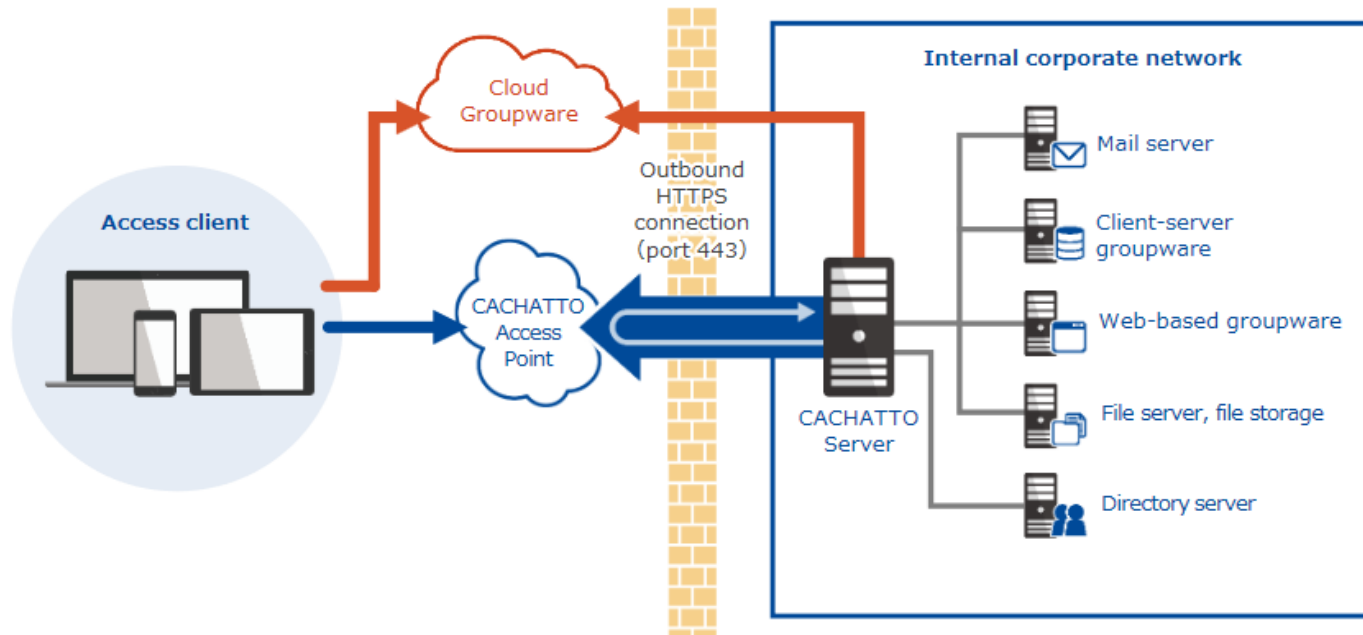 Internal corporate network
Cloud
Groupware
Mail server
Outbound
HTTPS
connection
(port 443)
Access client
Client-server
groupware
CACHATTO
Access
Point
Web-based groupware
CACHATTO
Server
File server, file storage
Directory server